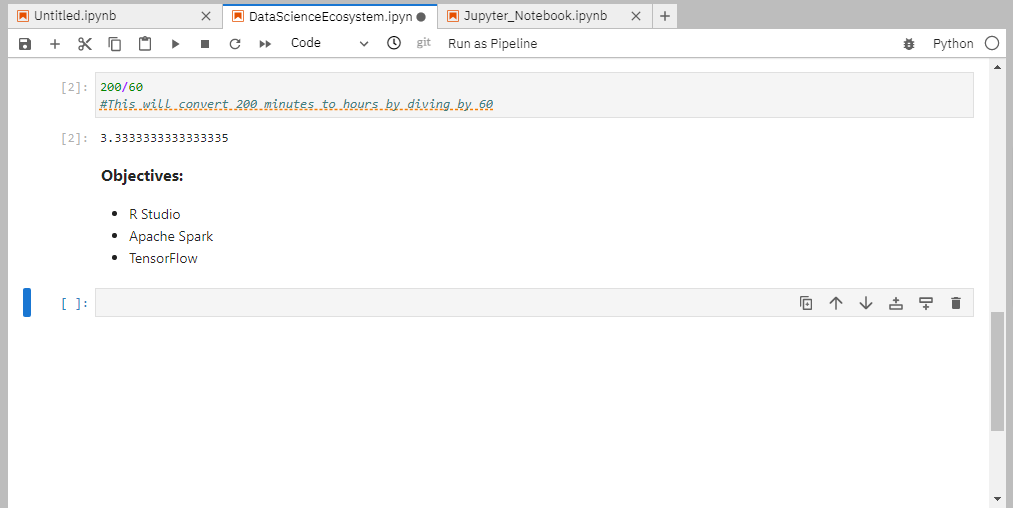 Untitled.ipynb
DataScienceEcosystem.ipyn
Jupyter_Notebook.ipynb
Code
git
Run as Pipeline
Python
[2]:
200/60
#This will convert 200 minutes to hours by diving by 60
[2]:
3.3333333333333335
Objectives:
R Studio
Apache Spark
TensorFlow
[ ]: